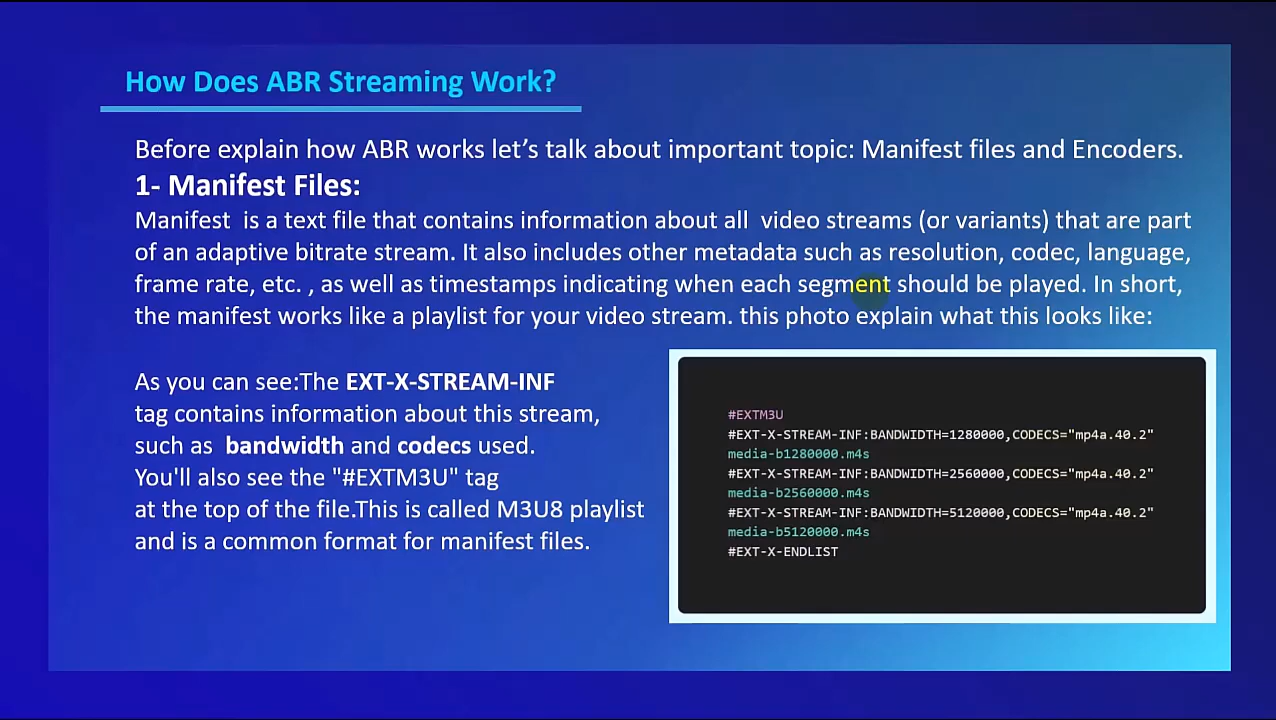 How Does ABR Streaming Work?
Before explain how ABR works let's talk about important topic: Manifest files and Encoders.
1- Manifest Files:
Manifest  is a text file that contains information about all  video streams (or variants) that are part
of an adaptive bitrate stream. It also includes other metadata such as resolution, codec, language,
frame rate, etc. , as well as timestamps indicating when each segment should be played. In short,
the manifest works like a playlist for your video stream. this photo explain what this looks like:
As you can see:The EXT-X-STREAM-INF
tag contains information about this stream,
such as  bandwidth and codecs used.
You'll also see the "#EXTM3U" tag
at the top of the file.This is called M3U8 playlist
and is a common format for manifest files.
#EXTM3U
#EXT-X-STREAM-INF:BANDWIDTH=1280000,CODECS="mp4a.40.2"
media-b1280000.m4s
#EXT-X-STREAM-INF:BANDWIDTH=2560000,CODECS="mp4a.40.2"
media-b2560000.m4s
#EXT-X-STREAM-INF:BANDWIDTH=5120000,CODECS="mp4a.40.2"
media-b5120000.m4s
#EXT-X-ENDLIST